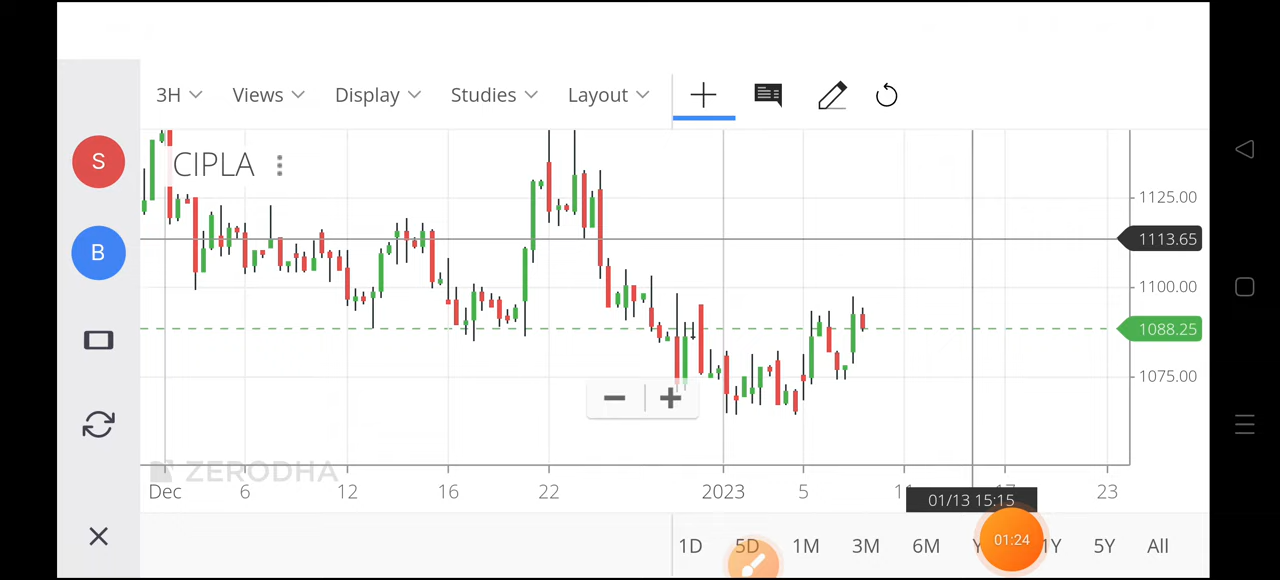 3H Views Display Studies Layout
S
CIPLA
1125.00
B
1113.65
1100.00
1088.25
1075.00
ZERODHA
Dec 6 12 16 22 2023 5 17 23
01/13 15:15
1D 5D 1M 3M 6M 1Y 5Y All
01:24